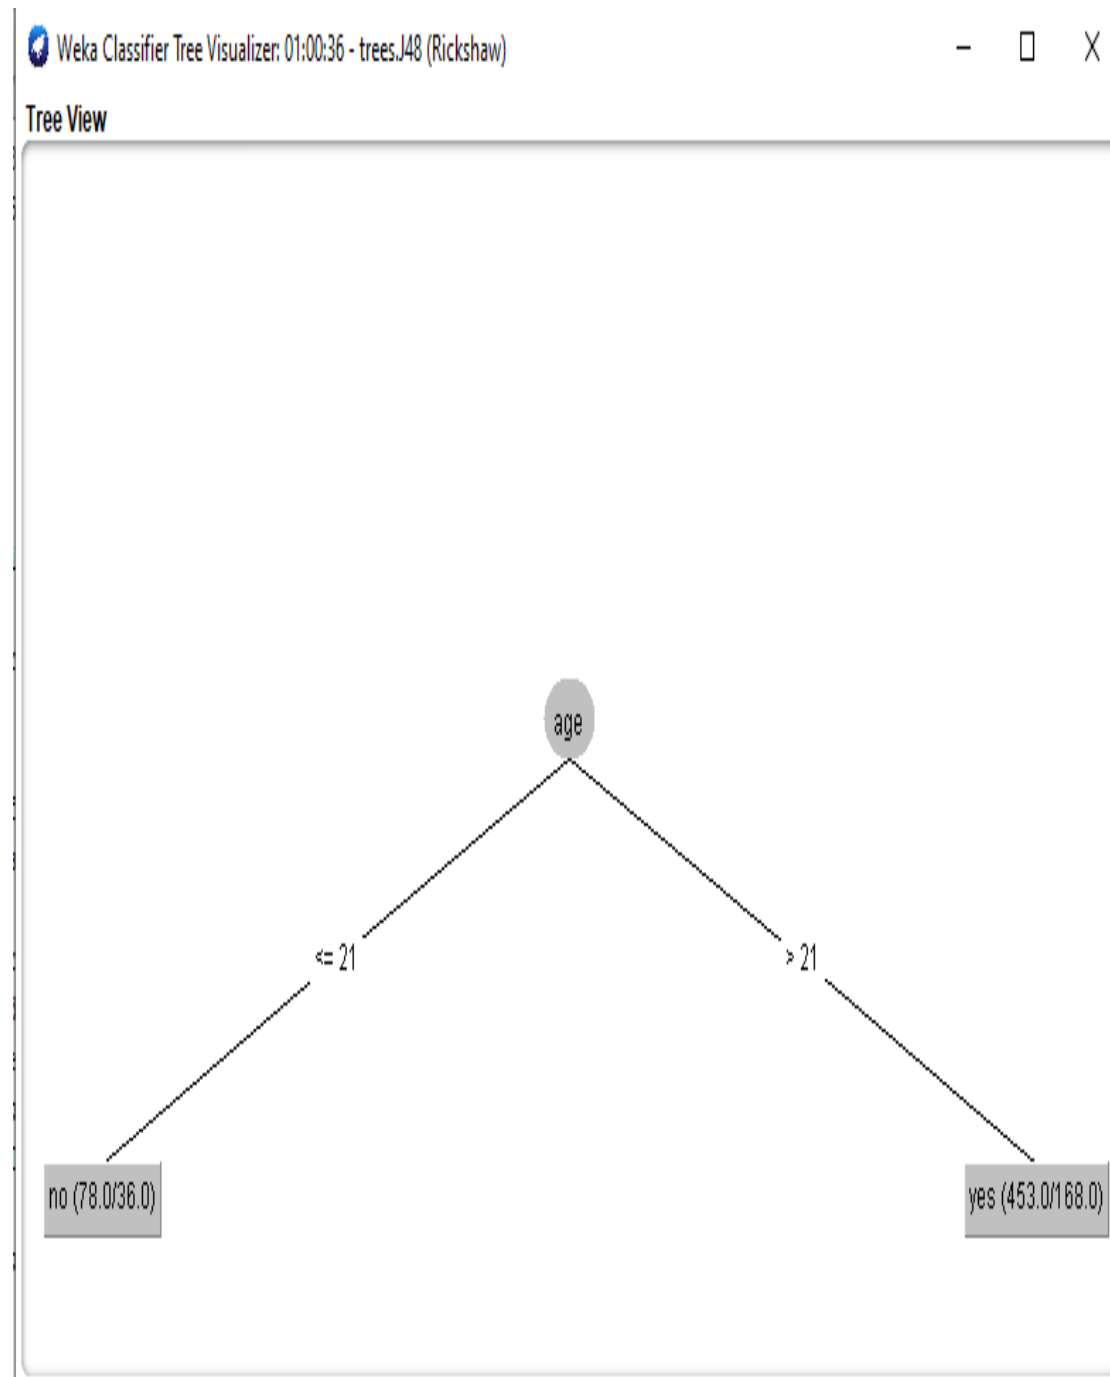 Weka Classifier Tree Visualizer: 01:00:36 - trees.J48 (Rickshaw)
Tree View
age
<= 21 > 21
no (78.0/36.0) yes (453.0/168.0)